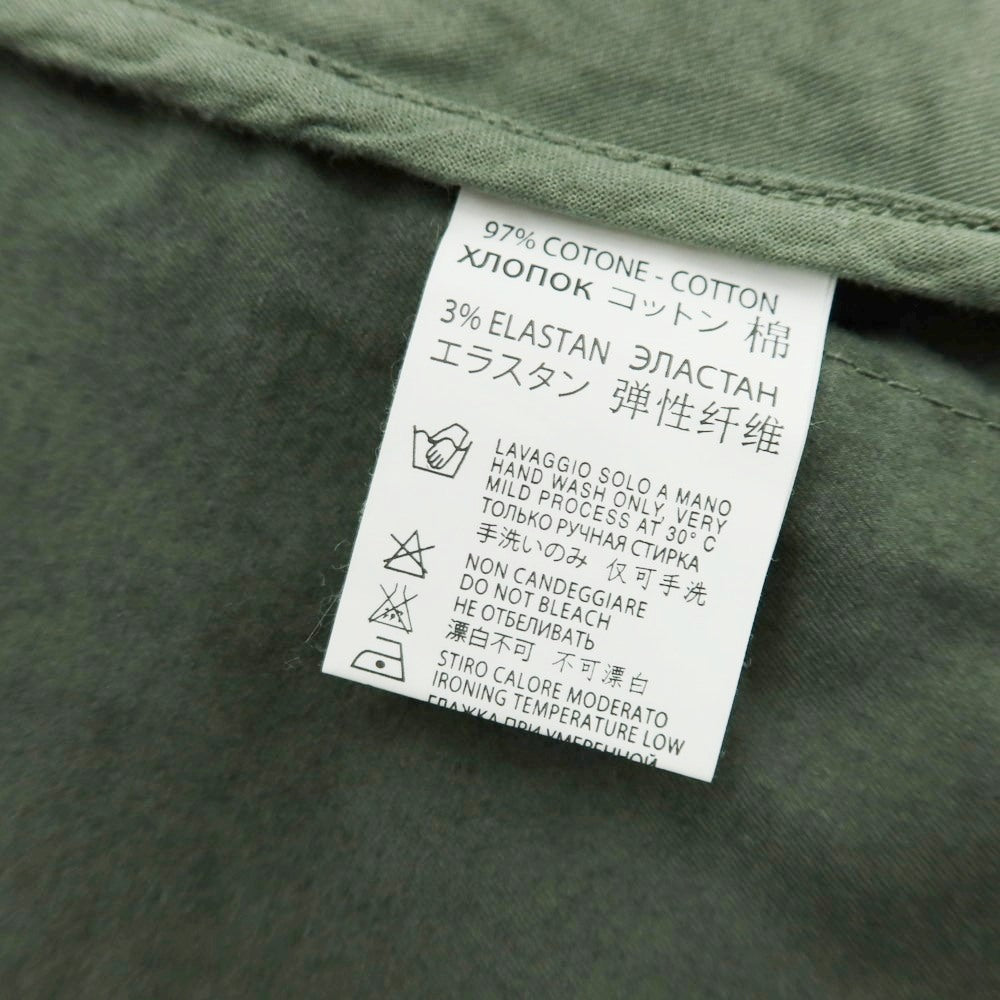 97% COTONE - COTTON
ХЛОПОК コットン 棉
3% ELASTAN ЭЛАСТАН
エラスタン 弹性纤维
LAVAGGIO SOLO A MANO
HAND WASH ONLY, VERY
MILD PROCESS AT 30° C
ТОЛЬКО РУЧНАЯ СТИРКА
手洗いのみ 仅可手洗
NON CANDEGGIARE
DO NOT BLEACH
НЕ ОТБЕЛИВАТЬ
漂白不可 不可漂白
STIRO CALORE MODERATO
IRONING TEMPERATURE LOW
ГЛАЖКА ПРИ УМЕРЕННОЙ